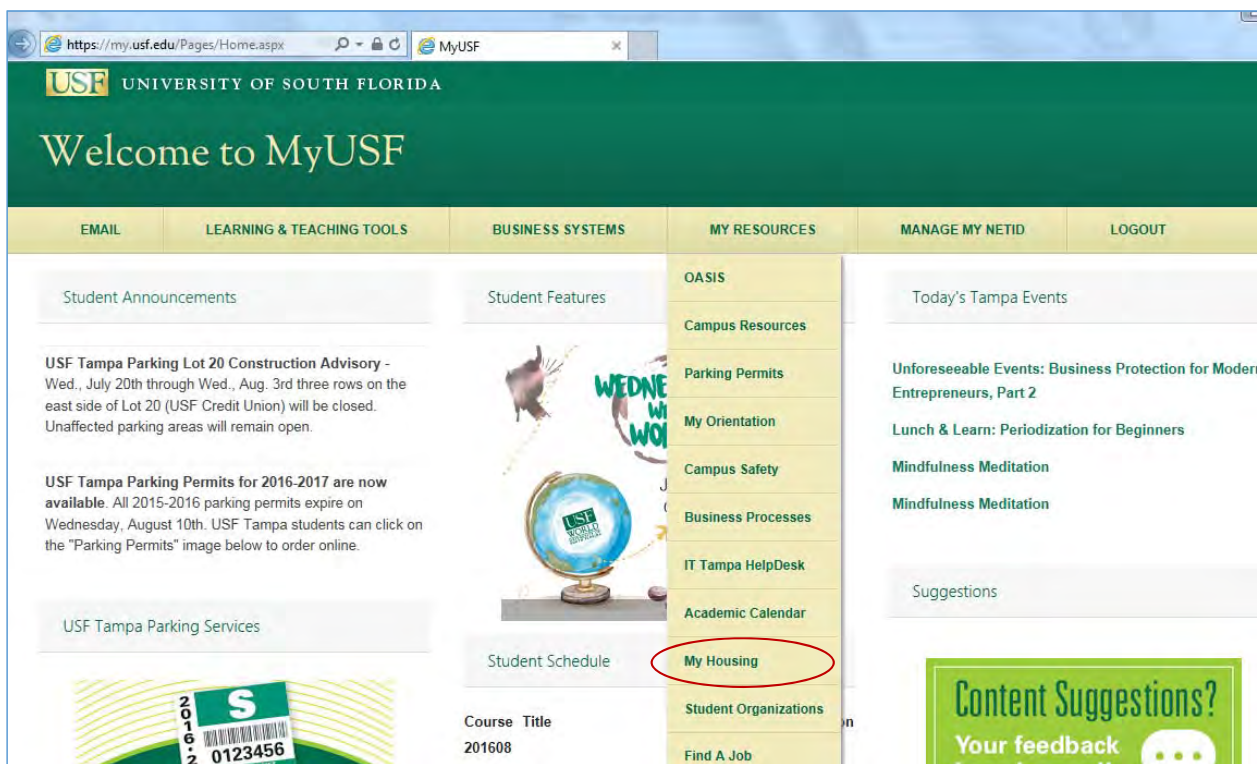 https://my.usf.edu/Pages/Home.aspx
MyUSF
USF UNIVERSITY OF SOUTH FLORIDA
Welcome to MyUSF
EMAIL
LEARNING & TEACHING TOOLS
BUSINESS SYSTEMS
MY RESOURCES
MANAGE MY NETID
LOGOUT
OASIS
Campus Resources
Parking Permits
My Orientation
Campus Safety
Business Processes
IT Tampa HelpDesk
Academic Calendar
My Housing
Student Organizations
Find A Job
Student Announcements
USF Tampa Parking Lot 20 Construction Advisory -
Wed., July 20th through Wed., Aug. 3rd three rows on the
east side of Lot 20 (USF Credit Union) will be closed.
Unaffected parking areas will remain open.
USF Tampa Parking Permits for 2016-2017 are now
available. All 2015-2016 parking permits expire on
Wednesday, August 10th. USF Tampa students can click on
the "Parking Permits" image below to order online.
USF Tampa Parking Services
S
0123456
Student Features
WEDNE
USF
WORLD
Student Schedule
Course Title
201608
Today's Tampa Events
Unforeseeable Events: Business Protection for Modern
Entrepreneurs, Part 2
Lunch & Learn: Periodization for Beginners
Mindfulness Meditation
Mindfulness Meditation
Suggestions
Content Suggestions?
Your feedback